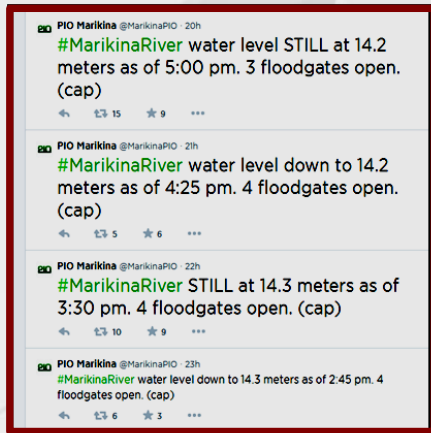 PIO Marikina @MarikinaPIO · 20h
#MarikinaRiver water level STILL at 14.2
meters as of 5:00 pm. 3 floodgates open.
(cap)
15 9
PIO Marikina @MarikinaPIO · 21h
#MarikinaRiver water level down to 14.2
meters as of 4:25 pm. 4 floodgates open.
(cap)
5 6
PIO Marikina @MarikinaPIO · 22h
#MarikinaRiver STILL at 14.3 meters as of
3:30 pm. 4 floodgates open. (cap)
10 9
PIO Marikina @MarikinaPIO · 23h
#MarikinaRiver water level down to 14.3 meters as of 2:45 pm. 4
floodgates open. (cap)
6 3